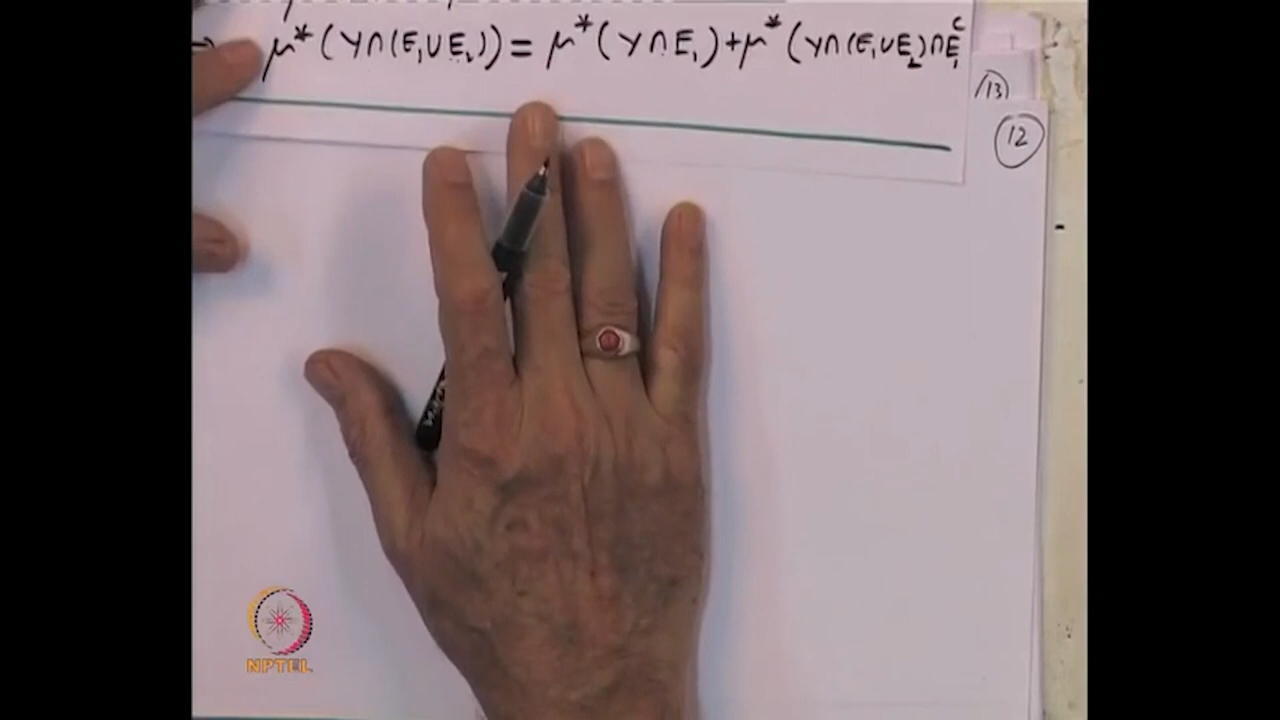 → μ*(Y∩(E₁∪E₂)) = μ*(Y∩E₁)+μ*(Y∩(E₁∪E₂)∩E₁ᶜ
/13)
12
NPTEL